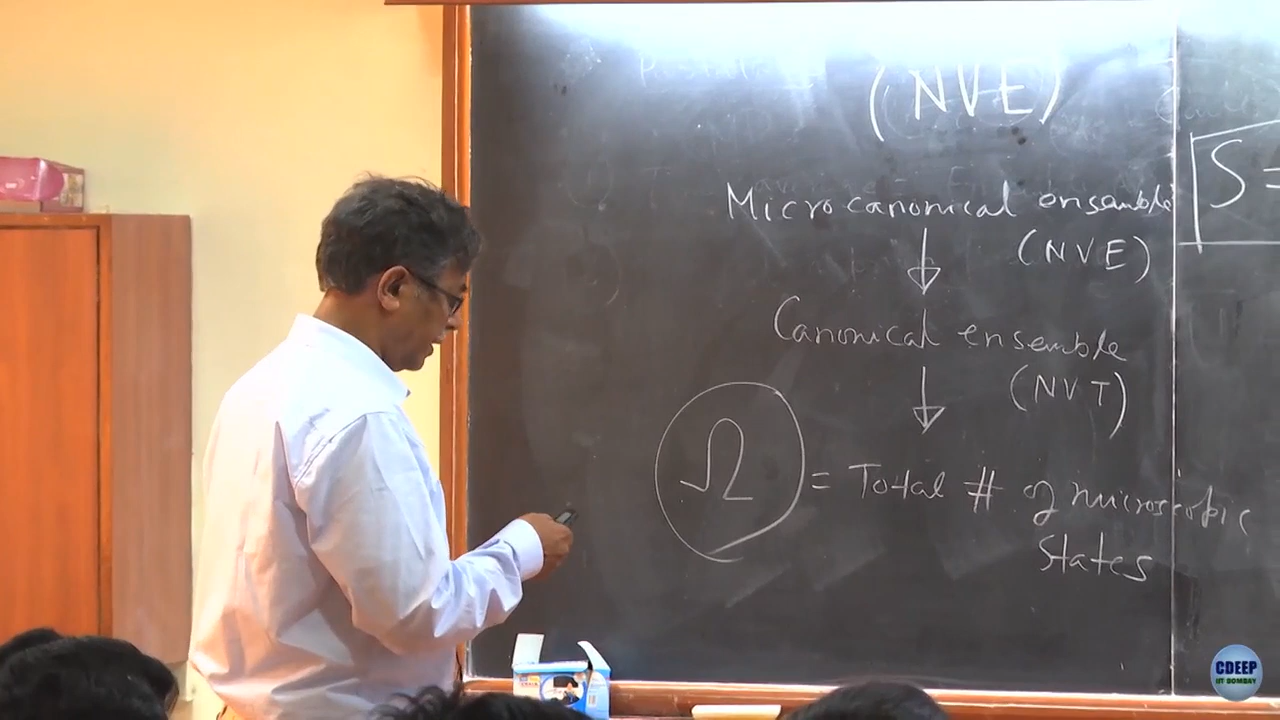 (NVE)
Microcanonical ensemble
(NVE)
Canonical ensemble
(NVT)
Ω = Total # of microscopic
states
S =
CDEEP
IIT BOMBAY